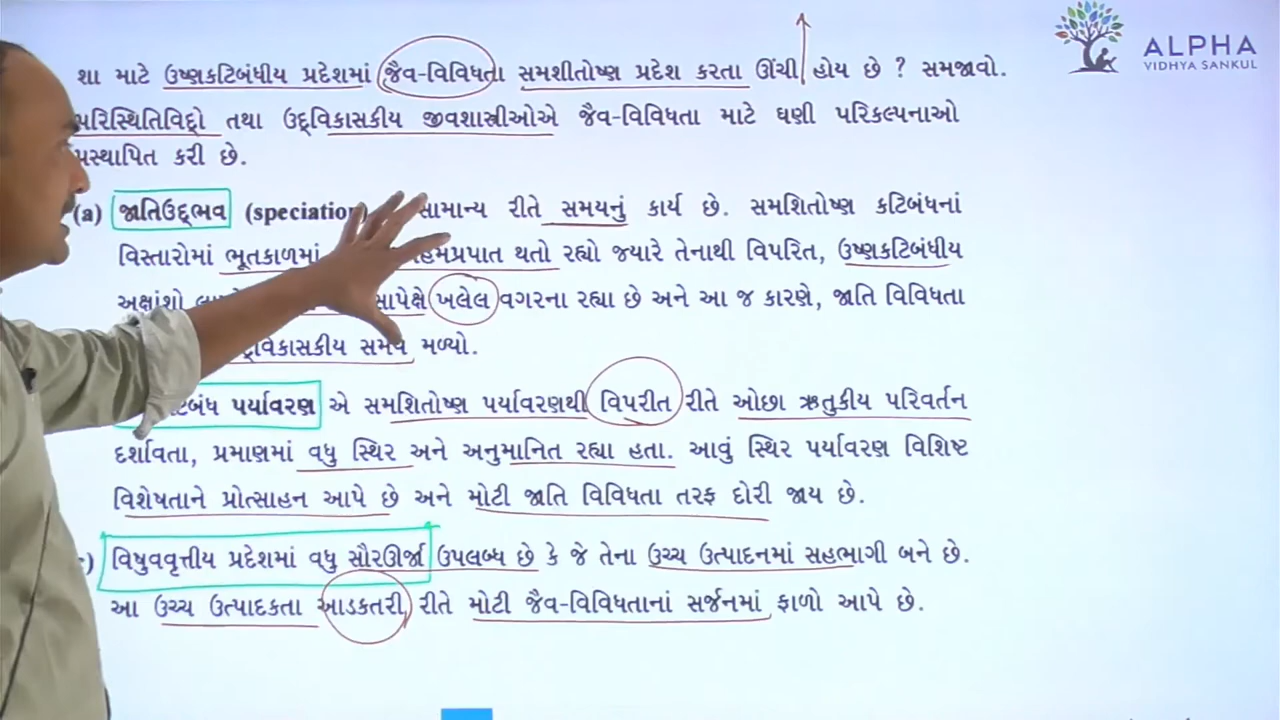 ALPHA
VIDHYA SANKUL
શા માટે ઉષ્ણકટિબંધીય પ્રદેશમાં જૈવ-વિવિધતા સમશીતોષ્ણ પ્રદેશ કરતા ઊંચી હોય છે ? સમજાવો.
પરિસ્થિતિવિદ્દો તથા ઉદ્દ્વિકાસકીય જીવશાસ્ત્રીઓએ જૈવ-વિવિધતા માટે ઘણી પરિકલ્પનાઓ
પ્રસ્થાપિત કરી છે.
(a) જાતિઉદ્દ્ભવ (speciation) સામાન્ય રીતે સમયનું કાર્ય છે. સમશિતોષ્ણ કટિબંધનાં
વિસ્તારોમાં ભૂતકાળમાં હિમપ્રપાત થતો રહ્યો જ્યારે તેનાથી વિપરિત, ઉષ્ણકટિબંધીય
અક્ષાંશો સાપેક્ષે ખલેલ વગરના રહ્યા છે અને આ જ કારણે, જાતિ વિવિધતા
મળ્યો.
પર્યાવરણ એ સમશિતોષ્ણ પર્યાવરણથી વિપરીત રીતે ઓછા ઋતુકીય પરિવર્તન
દર્શાવતા, પ્રમાણમાં વધુ સ્થિર અને અનુમાનિત રહ્યા હતા. આવું સ્થિર પર્યાવરણ વિશિષ્ટ
વિશેષતાને પ્રોત્સાહન આપે છે અને મોટી જાતિ વિવિધતા તરફ દોરી જાય છે.
વિષુવવૃત્તીય પ્રદેશમાં વધુ સૌરઊર્જા ઉપલબ્ધ છે કે જે તેના ઉચ્ચ ઉત્પાદનમાં સહભાગી બને છે.
આ ઉચ્ચ ઉત્પાદકતા આડકતરી રીતે મોટી જૈવ-વિવિધતાનાં સર્જનમાં ફાળો આપે છે.